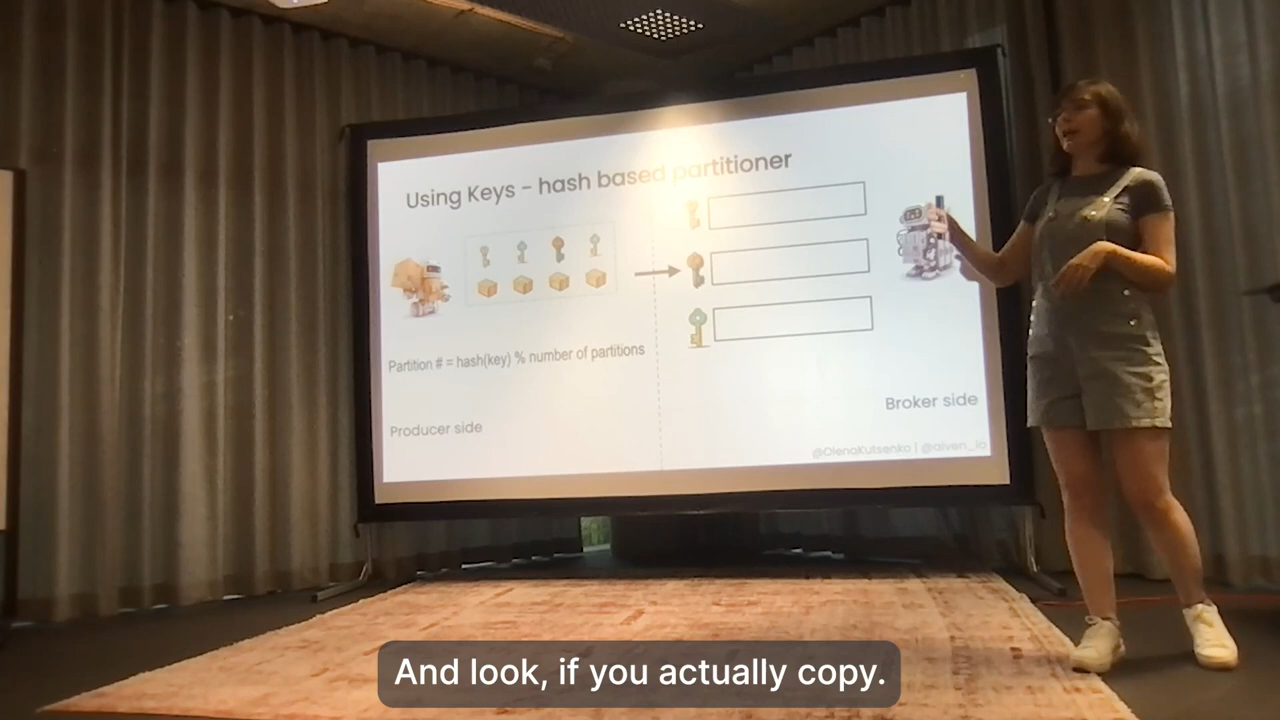 Using Keys - hash based partitioner
Partition # = hash(key) % number of partitions
Producer side
Broker side
@OlenaKutsenko | @aiven_io
And look, if you actually copy.